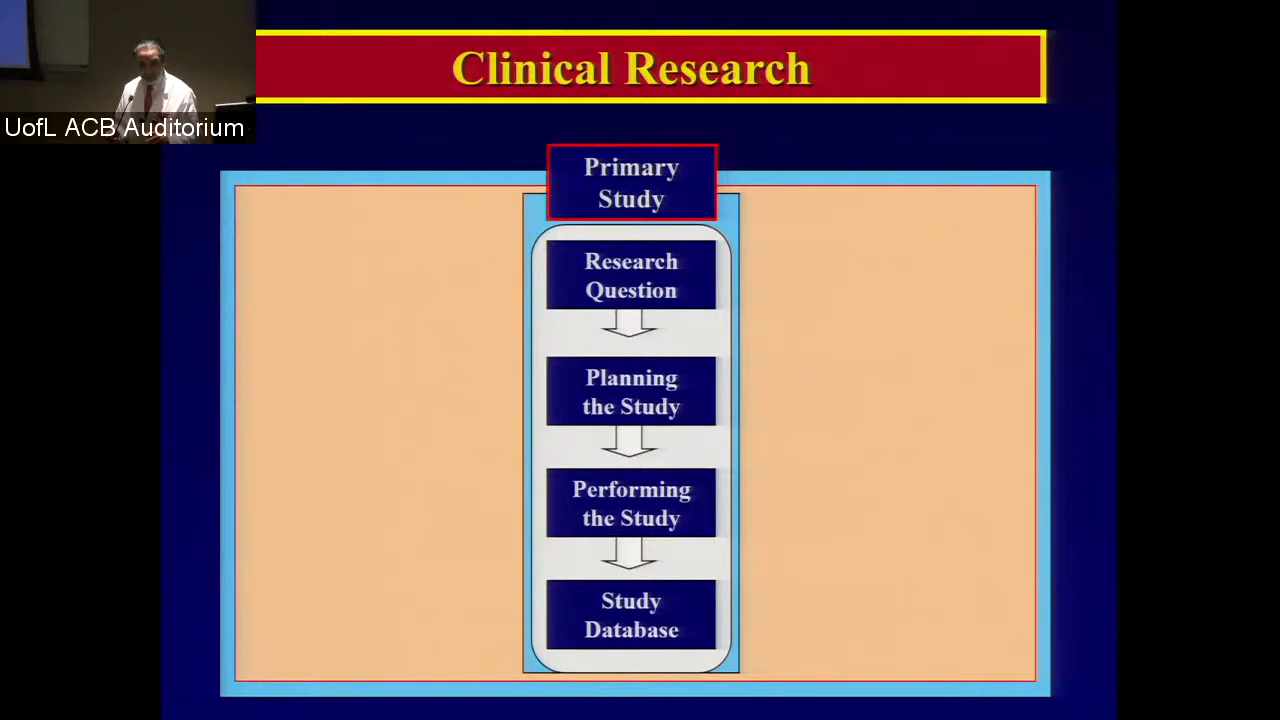 Clinical Research
UofL ACB Auditorium
Primary
Study
Research
Question
Planning
the Study
Performing
the Study
Study
Database